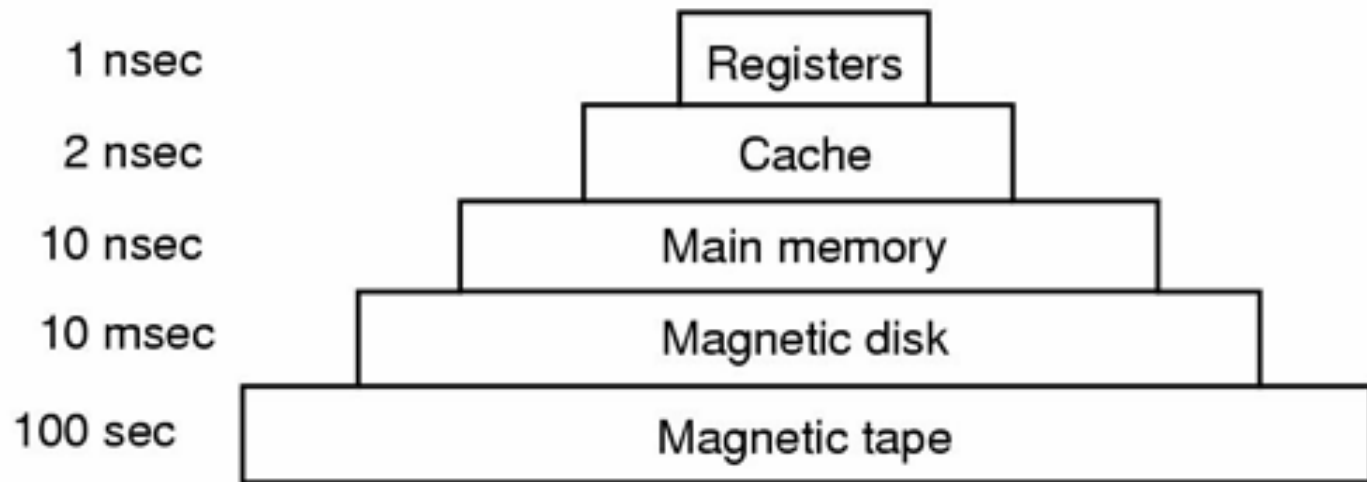 1 nsec Registers
2 nsec Cache
10 nsec Main memory
10 msec Magnetic disk
100 sec Magnetic tape